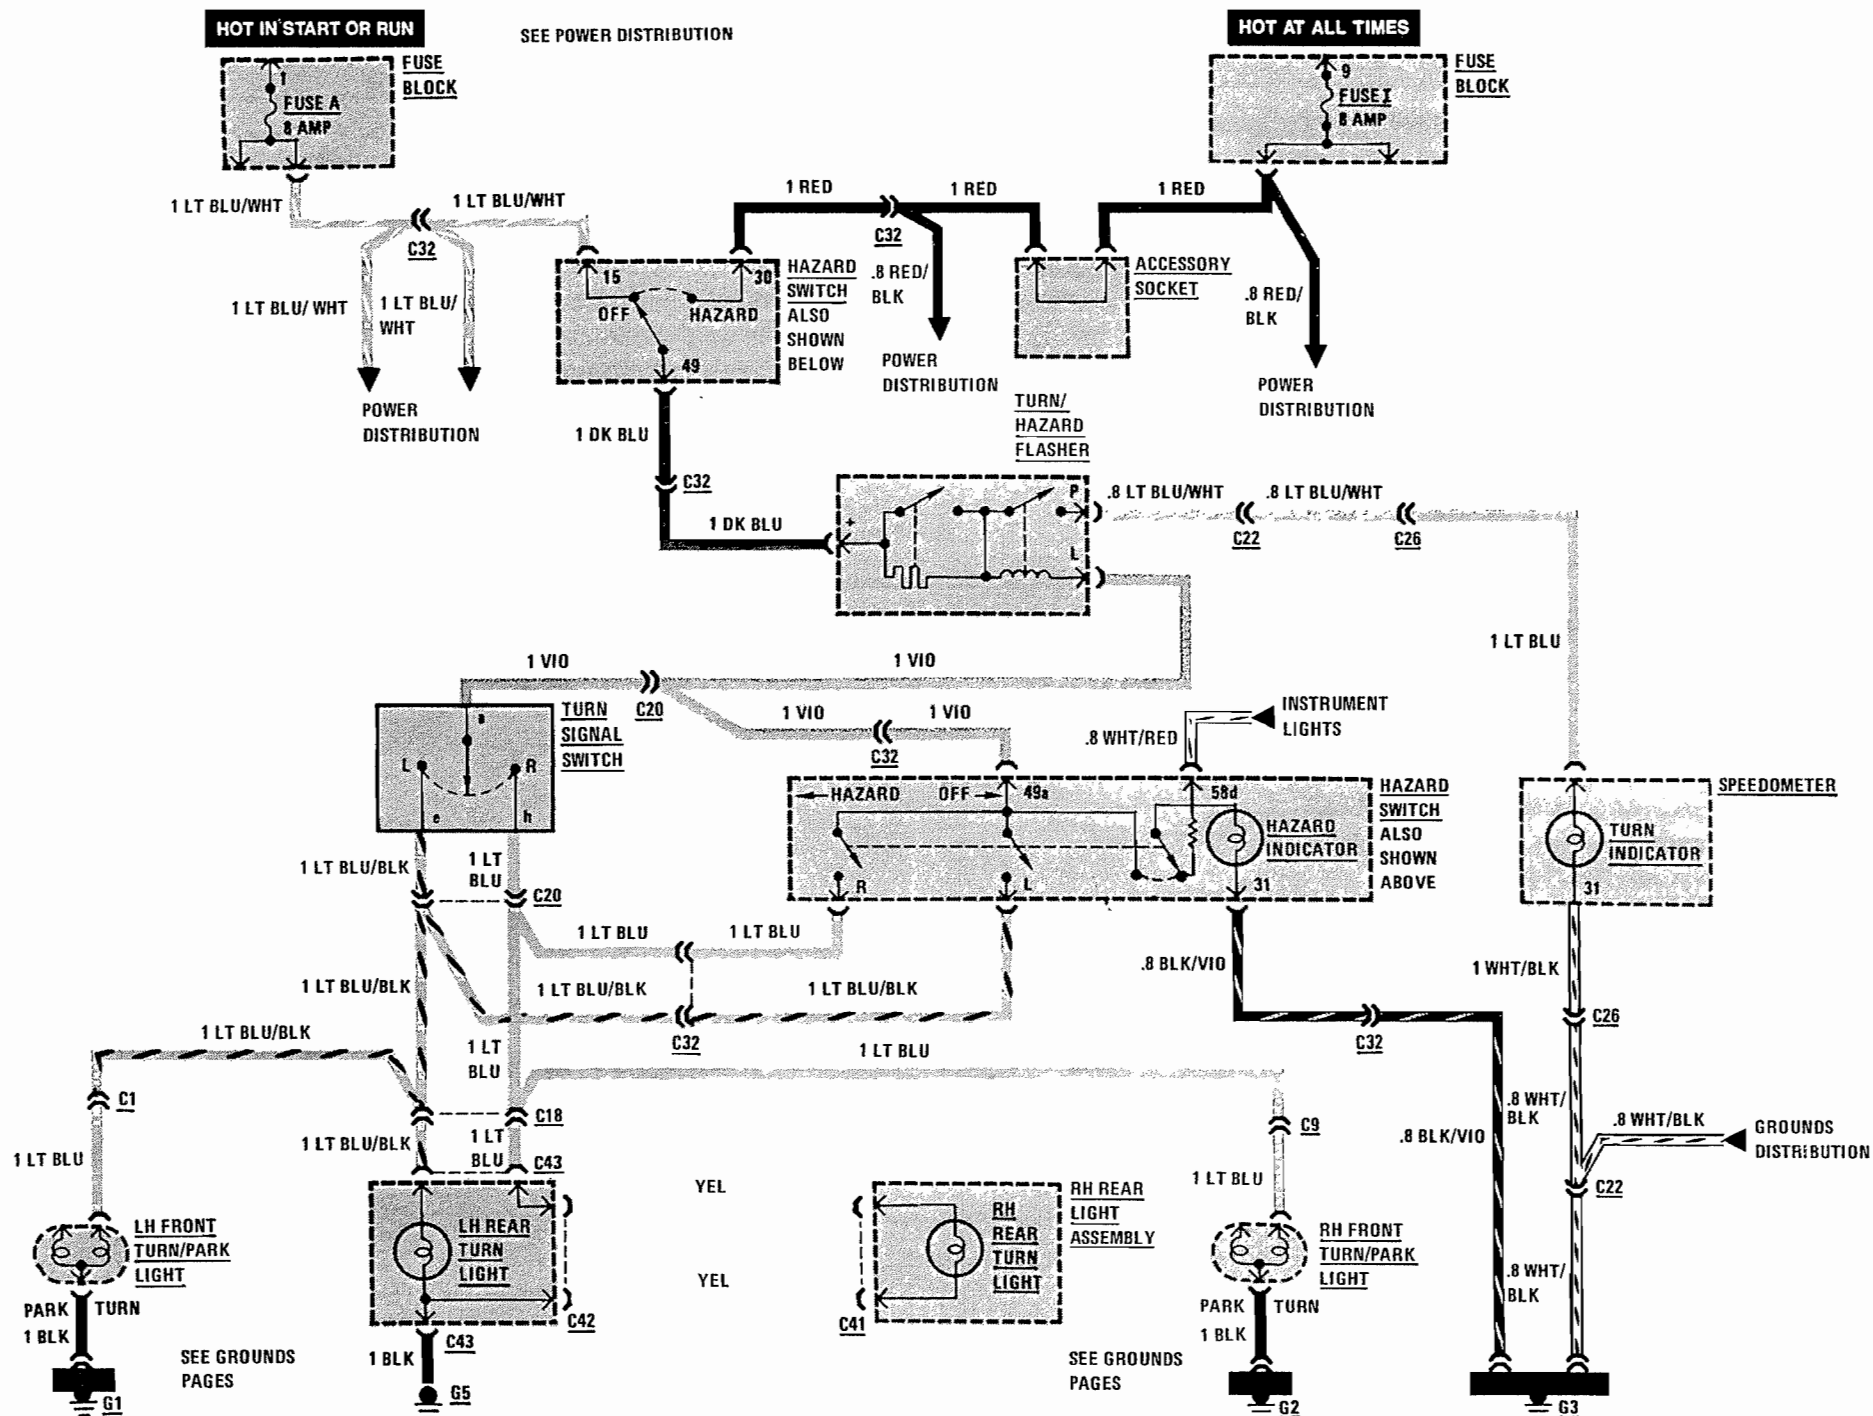 HOT IN START OR RUN
SEE POWER DISTRIBUTION
HOT AT ALL TIMES
FUSE
BLOCK
1
FUSE A
8 AMP
9
FUSE I
8 AMP
FUSE
BLOCK
1 LT BLU/WHT
1 LT BLU/WHT
C32
1 LT BLU/ WHT
1 LT BLU/
WHT
POWER
DISTRIBUTION
1 RED
C32
1 RED
1 RED
.8 RED/
BLK
POWER
DISTRIBUTION
ACCESSORY
SOCKET
.8 RED/
BLK
POWER
DISTRIBUTION
15
30
OFF
HAZARD
49
HAZARD
SWITCH
ALSO
SHOWN
BELOW
1 DK BLU
C32
1 DK BLU
TURN/
HAZARD
FLASHER
+
P
L
.8 LT BLU/WHT
.8 LT BLU/WHT
C22
C26
1 LT BLU
1 VIO
1 VIO
C20
1 VIO
1 VIO
C32
.8 WHT/RED
INSTRUMENT
LIGHTS
a
L
R
e
h
TURN
SIGNAL
SWITCH
HAZARD
OFF
49a
58d
HAZARD
INDICATOR
R
L
31
HAZARD
SWITCH
ALSO
SHOWN
ABOVE
SPEEDOMETER
TURN
INDICATOR
31
1 LT BLU/BLK
1 LT
BLU
C20
1 LT BLU
1 LT BLU
1 LT BLU/BLK
1 LT BLU/BLK
1 LT BLU/BLK
C32
.8 BLK/VIO
1 WHT/BLK
C26
C32
1 LT BLU/BLK
1 LT
BLU
1 LT BLU
C1
C18
C9
.8 BLK/VIO
.8 WHT/
BLK
.8 WHT/BLK
GROUNDS
DISTRIBUTION
1 LT BLU/BLK
1 LT
BLU
C43
1 LT BLU
1 LT BLU
C22
YEL
LH FRONT
TURN/PARK
LIGHT
LH REAR
TURN
LIGHT
RH
REAR
TURN
LIGHT
RH REAR
LIGHT
ASSEMBLY
RH FRONT
TURN/PARK
LIGHT
YEL
PARK
TURN
1 BLK
C42
C41
PARK
TURN
1 BLK
.8 WHT/
BLK
SEE GROUNDS
PAGES
1 BLK
C43
SEE GROUNDS
PAGES
G1
G5
G2
G3